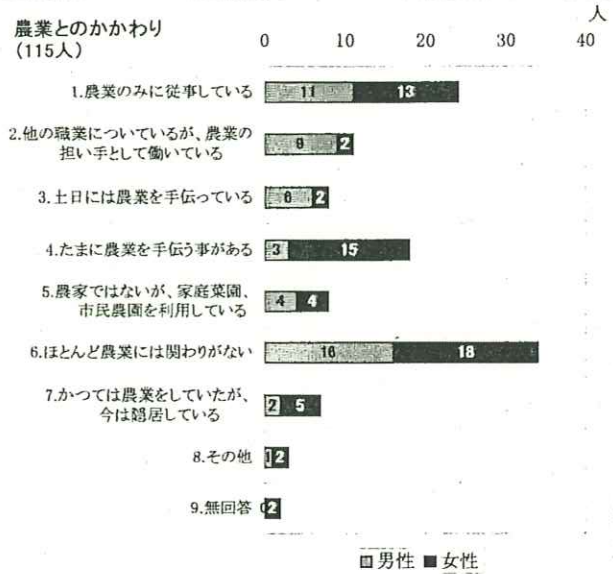 農業とのかかわり
(115人)
人
0 10 20 30 40
1.農業のみに従事している 11 13
2.他の職業についているが、農業の
担い手として働いている 9 2
3.土日には農業を手伝っている 6 2
4.たまに農業を手伝う事がある 3 15
5.農家ではないが、家庭菜園、
市民農園を利用している 4 4
6.ほとんど農業には関わりがない 16 18
7.かつては農業をしていたが、
今は隠居している 2 5
8.その他 1 2
9.無回答 0 2
男性 女性